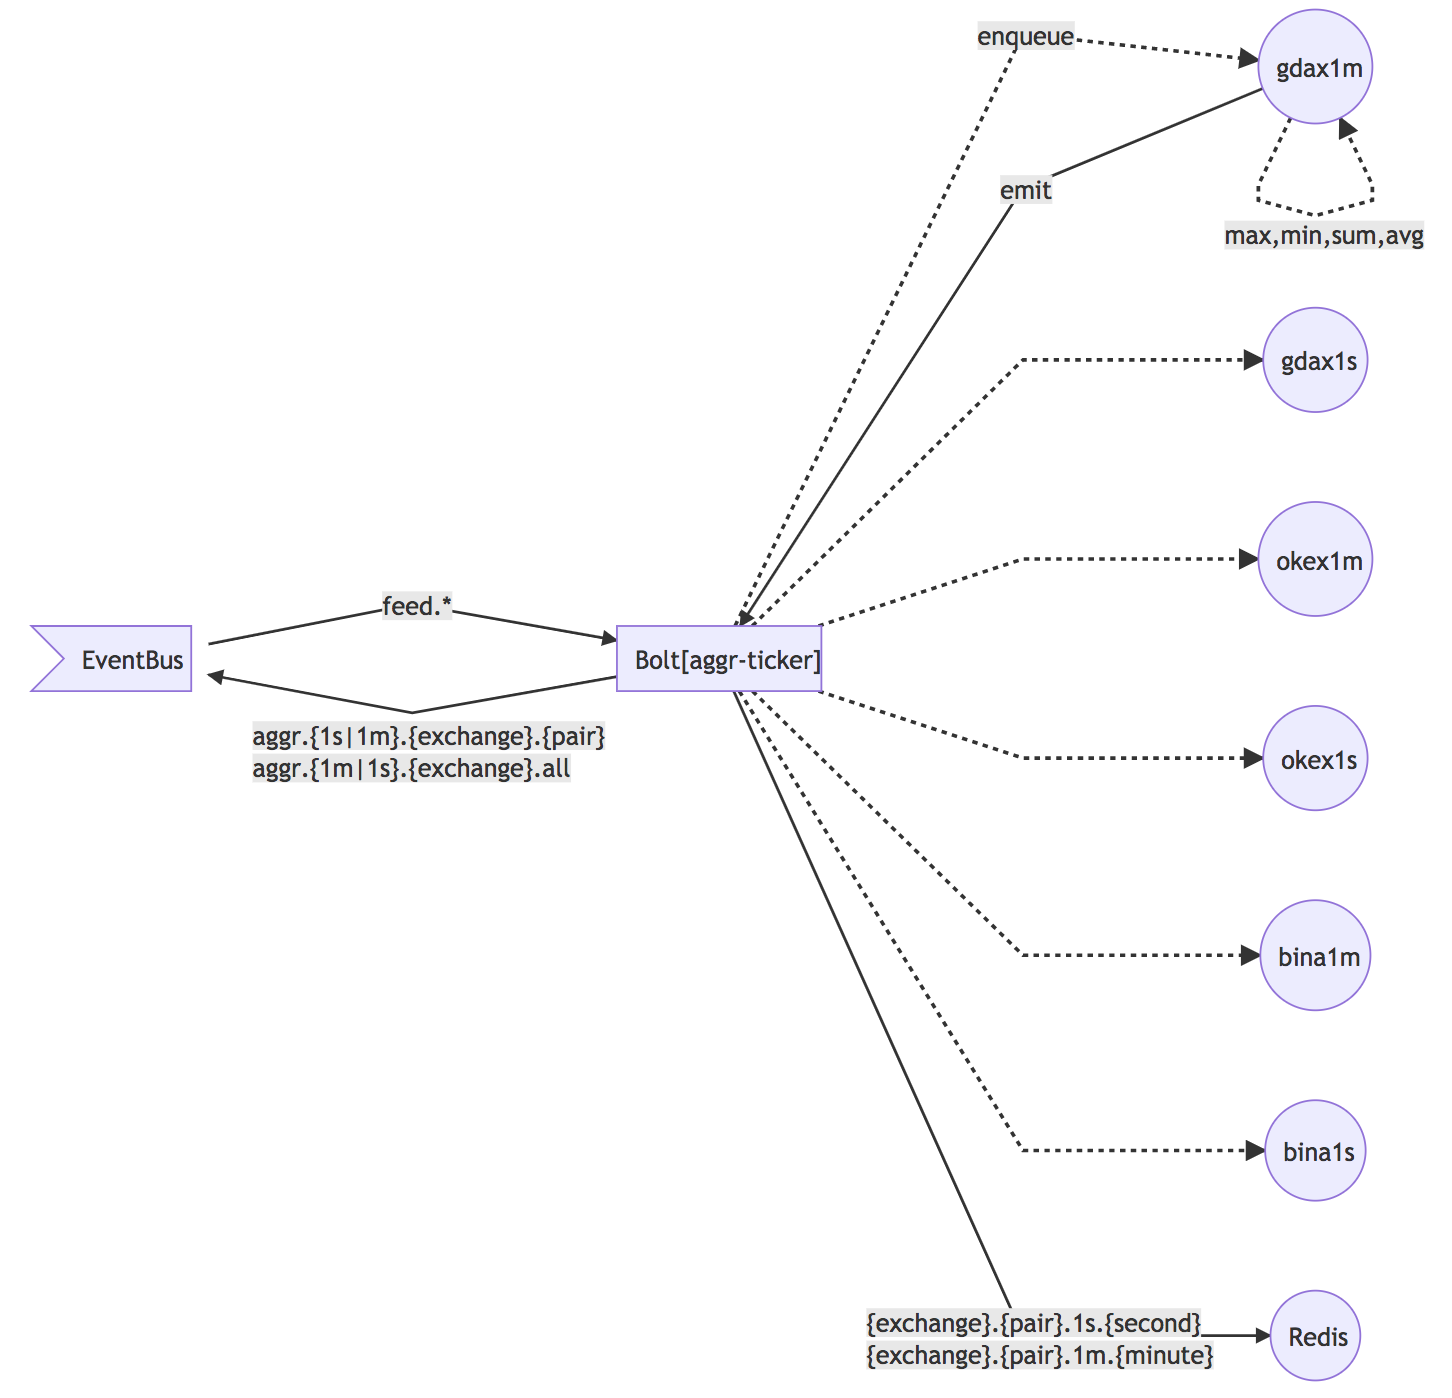 enqueue
gdax1m
emit
max,min,sum,avg
gdax1s
okex1m
feed.*
EventBus
Bolt[aggr-ticker]
aggr.{1s|1m}.{exchange}.{pair}
aggr.{1m|1s}.{exchange}.all
okex1s
bina1m
bina1s
{exchange}.{pair}.1s.{second}
{exchange}.{pair}.1m.{minute}
Redis